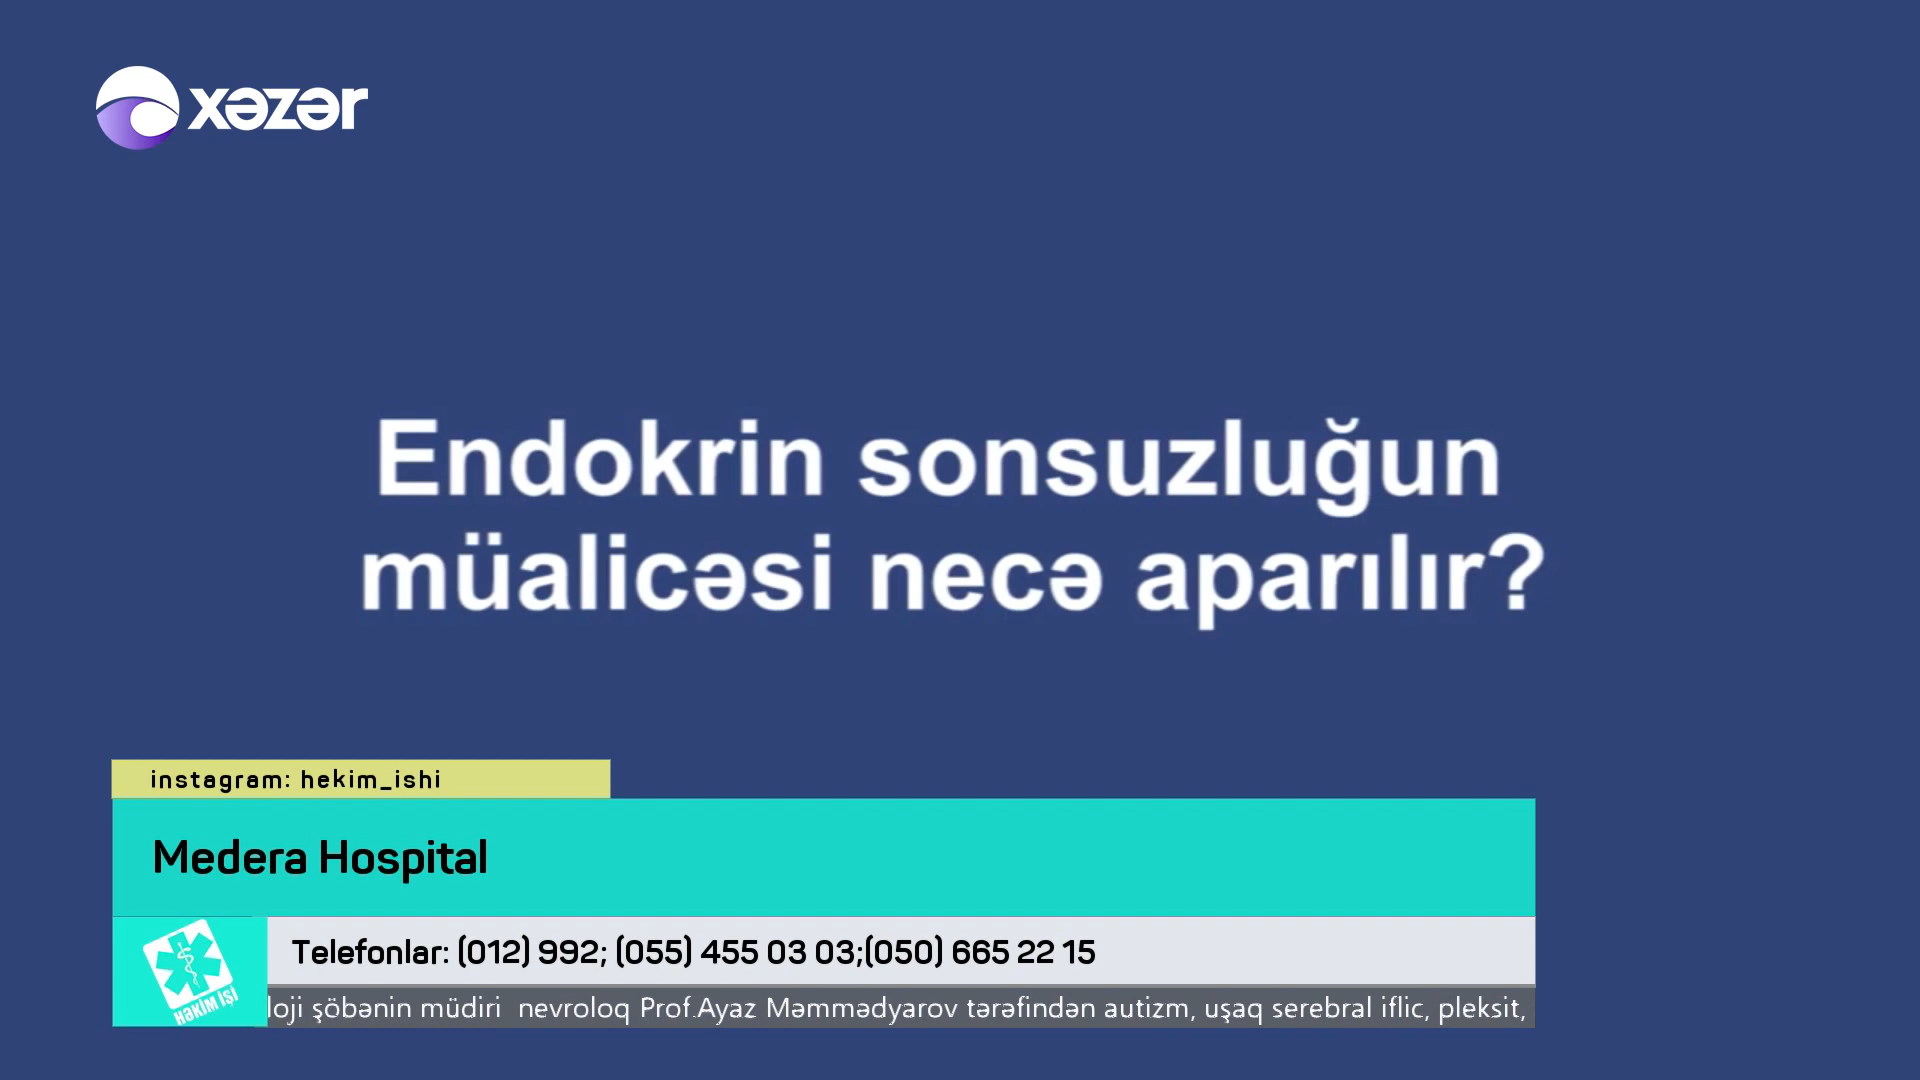 xəzər
Endokrin sonsuzluğun
müalicəsi necə aparılır?
instagram: hekim_ishi
Medera Hospital
Telefonlar: (012) 992; (055) 455 03 03;(050) 665 22 15
HəKİM İŞİ
loji şöbənin müdiri  nevroloq Prof.Ayaz Məmmədyarov tərəfindən autizm, uşaq serebral iflic, pleksit,